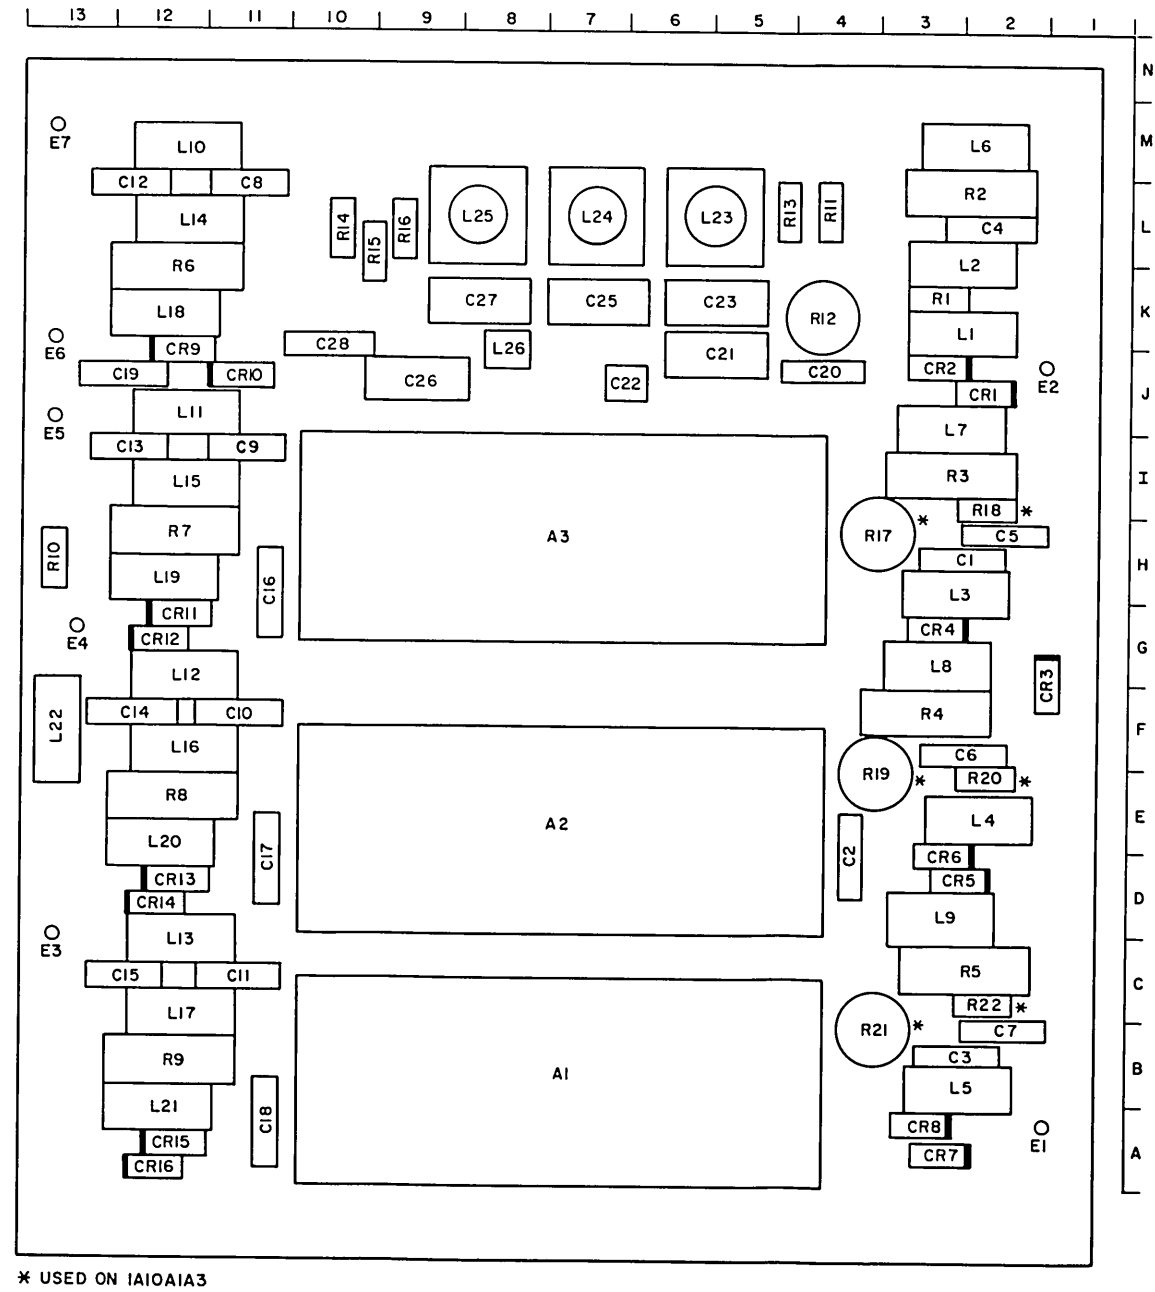 13 12 11 10 9 8 7 6 5 4 3 2 1
N
E7 L10 L6 M
C12 C8 R2
R14 R15 R16 L25 L24 L23 R13 R11
L14 C4 L
R6 L2
C27 C25 C23 R1
L18 R12 K
E6 CR9 C28 L26 C21 L1
C19 CR10 C26 C22 C20 CR2 E2
CR1 J
E5 L11 L7
C13 C9
L15 R3 I
R18 *
R7 A3 R17 * C5
R10 C16 C1 H
L19 L3
CR11
E4 CR12 CR4
L12 L8 CR3 G
C14 C10 R4
L22 L16 C6 F
R19 * R20 *
R8
L20 C17 A2 C2 L4 E
CR6
CR13 CR5
CR14 L9 D
E3 L13
C15 C11 R5 C
L17 R22 *
R21 * C7
R9 C3
A1 L5 B
L21 C18
CR8
CR15 E1
CR16 CR7 A
* USED ON 1A10A1A3